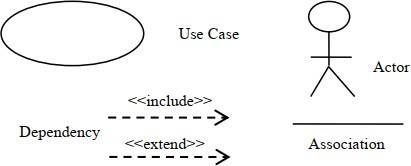 Use Case
Actor
<<include>>
Dependency
<<extend>>
Association